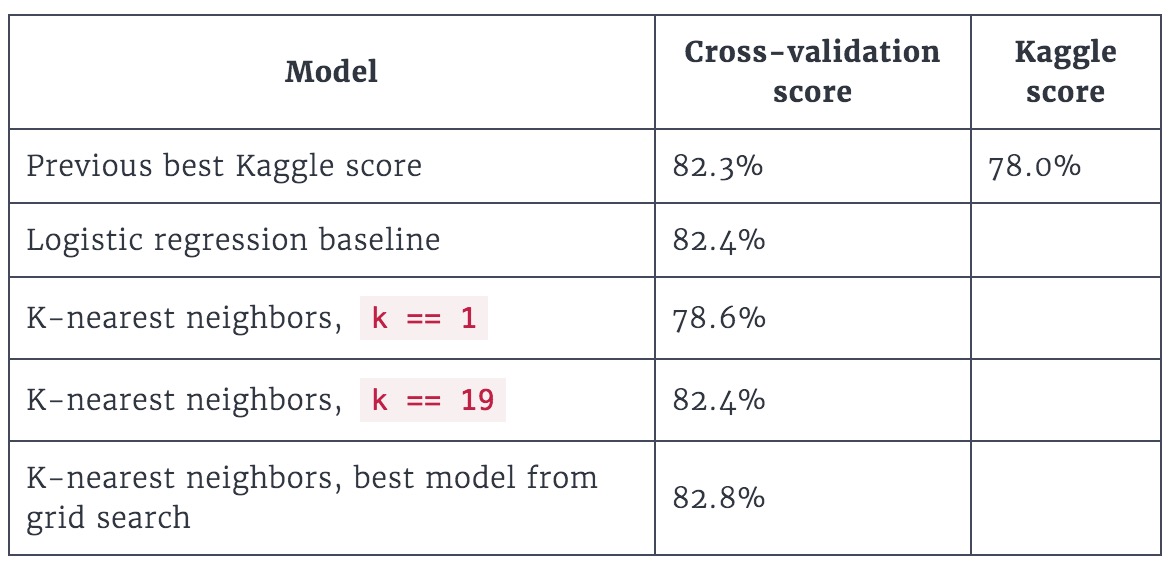 Model
Cross-validation
score
Kaggle
score
Previous best Kaggle score
82.3%
78.0%
Logistic regression baseline
82.4%
K-nearest neighbors, k == 1
78.6%
K-nearest neighbors, k == 19
82.4%
K-nearest neighbors, best model from
grid search
82.8%